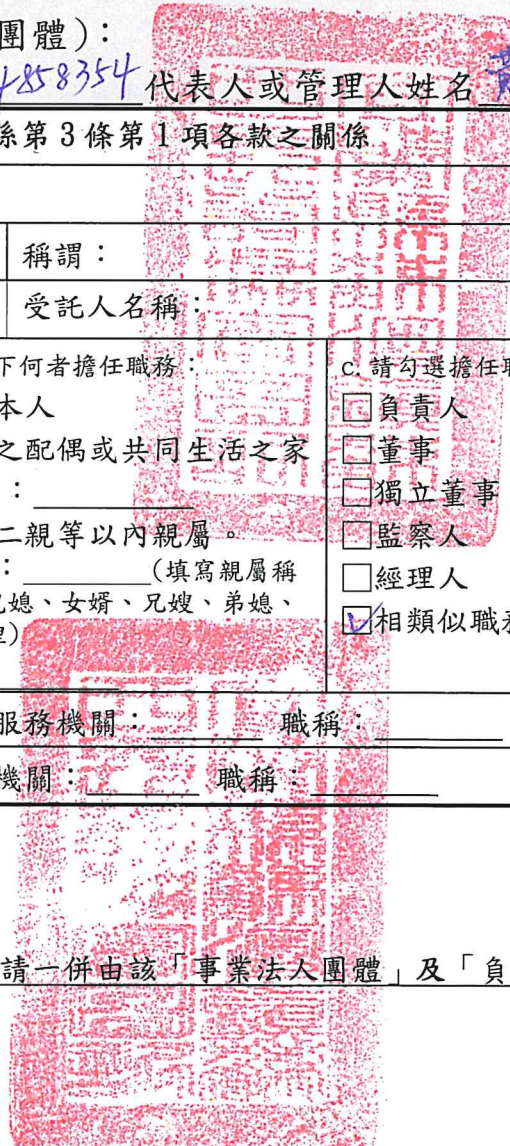 團體)：
4858354 代表人或管理人姓名 黃
係第3條第1項各款之關係
稱謂：
受託人名稱：
下何者擔任職務：
本人
之配偶或共同生活之家
：
二親等以內親屬。
：(填寫親屬稱
媳、女婿、兄嫂、弟媳、
)
c.請勾選擔任職
□負責人
□董事
□獨立董事
□監察人
□經理人
☑相類似職務
服務機關： 職稱：
機關： 職稱：
請一併由該「事業法人團體」及「負